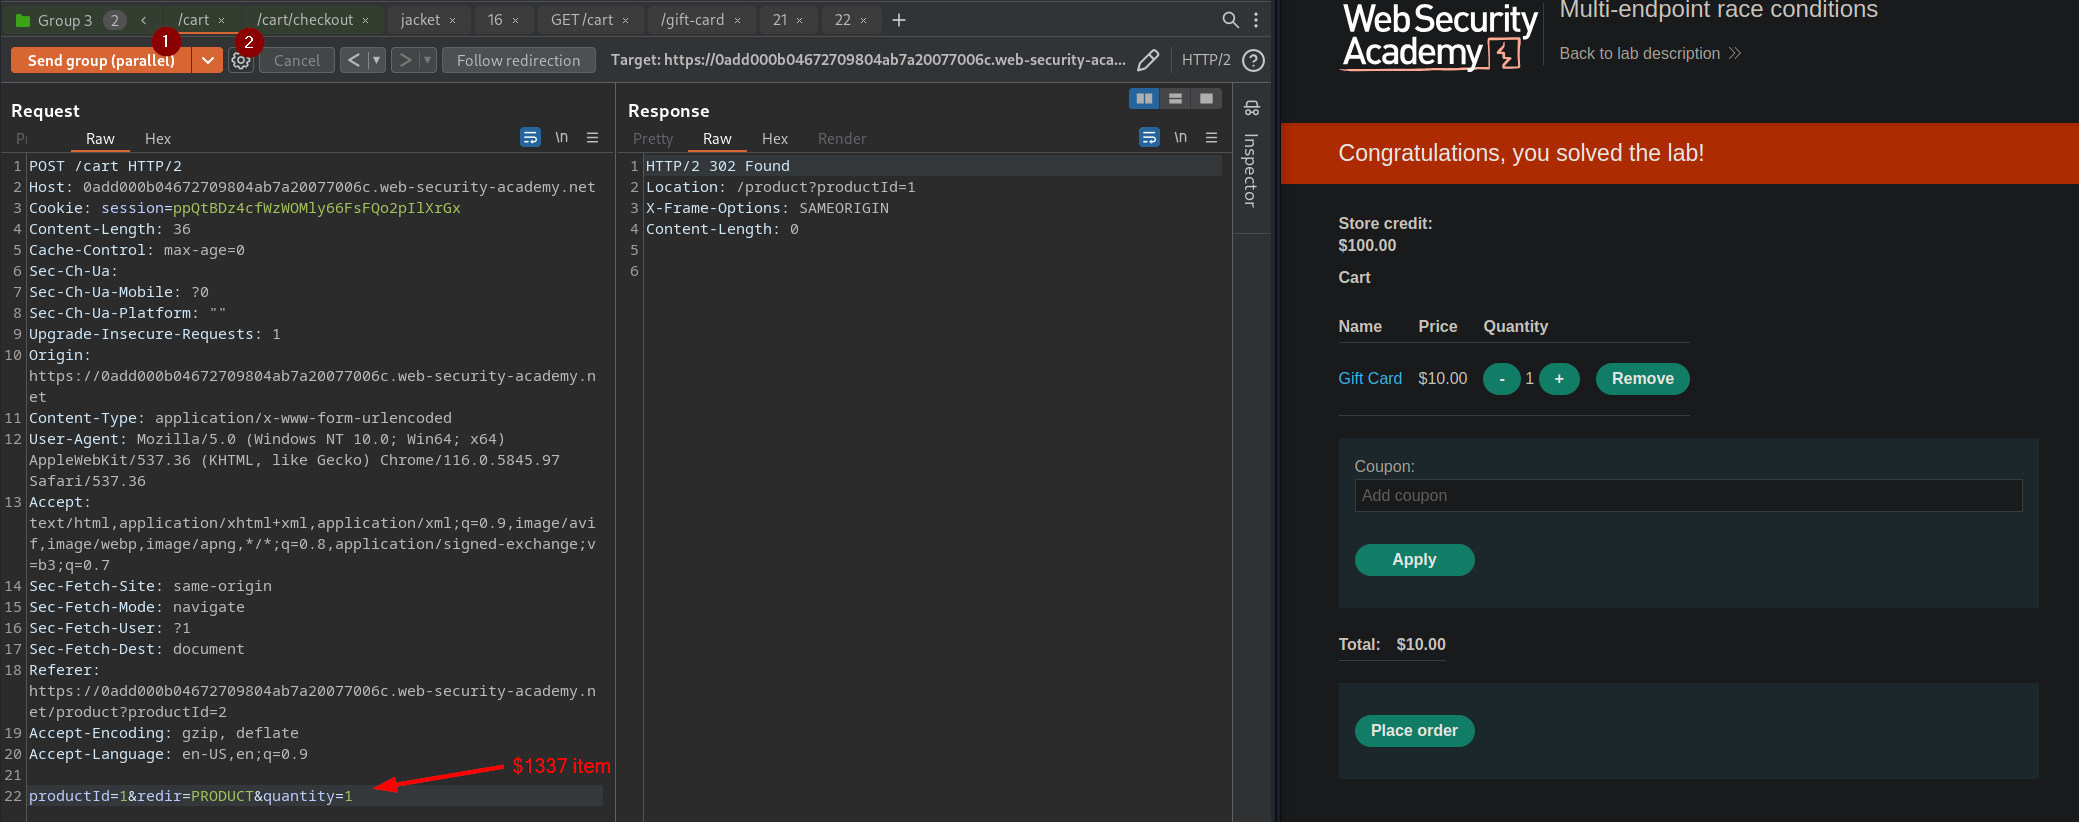 Group 3 2 < /cart × /cart/checkout × jacket × 16 × GET /cart × /gift-card × 21 × 22 × +
1 2
Send group (parallel) Cancel < > Follow redirection Target: https://0add000b04672709804ab7a20077006c.web-security-aca... HTTP/2 ?
Request
Raw Hex \n
1 POST /cart HTTP/2
2 Host: 0add000b04672709804ab7a20077006c.web-security-academy.net
3 Cookie: session=ppQtBDz4cfWzWOMly66FsFQo2pIlXrGx
4 Content-Length: 36
5 Cache-Control: max-age=0
6 Sec-Ch-Ua:
7 Sec-Ch-Ua-Mobile: ?0
8 Sec-Ch-Ua-Platform: ""
9 Upgrade-Insecure-Requests: 1
10 Origin:
https://0add000b04672709804ab7a20077006c.web-security-academy.n
et
11 Content-Type: application/x-www-form-urlencoded
12 User-Agent: Mozilla/5.0 (Windows NT 10.0; Win64; x64)
AppleWebKit/537.36 (KHTML, like Gecko) Chrome/116.0.5845.97
Safari/537.36
13 Accept:
text/html,application/xhtml+xml,application/xml;q=0.9,image/avi
f,image/webp,image/apng,*/*;q=0.8,application/signed-exchange;v
=b3;q=0.7
14 Sec-Fetch-Site: same-origin
15 Sec-Fetch-Mode: navigate
16 Sec-Fetch-User: ?1
17 Sec-Fetch-Dest: document
18 Referer:
https://0add000b04672709804ab7a20077006c.web-security-academy.n
et/product?productId=2
19 Accept-Encoding: gzip, deflate
20 Accept-Language: en-US,en;q=0.9
21
$1337 item
22 productId=1&redir=PRODUCT&quantity=1
Response
Pretty Raw Hex Render \n
1 HTTP/2 302 Found
2 Location: /product?productId=1
3 X-Frame-Options: SAMEORIGIN
4 Content-Length: 0
5
6
Inspector
Web Security
Academy
Multi-endpoint race conditions
Back to lab description
Congratulations, you solved the lab!
Store credit:
$100.00
Cart
Name Price Quantity
Gift Card $10.00 - 1 + Remove
Coupon:
Add coupon
Apply
Total: $10.00
Place order